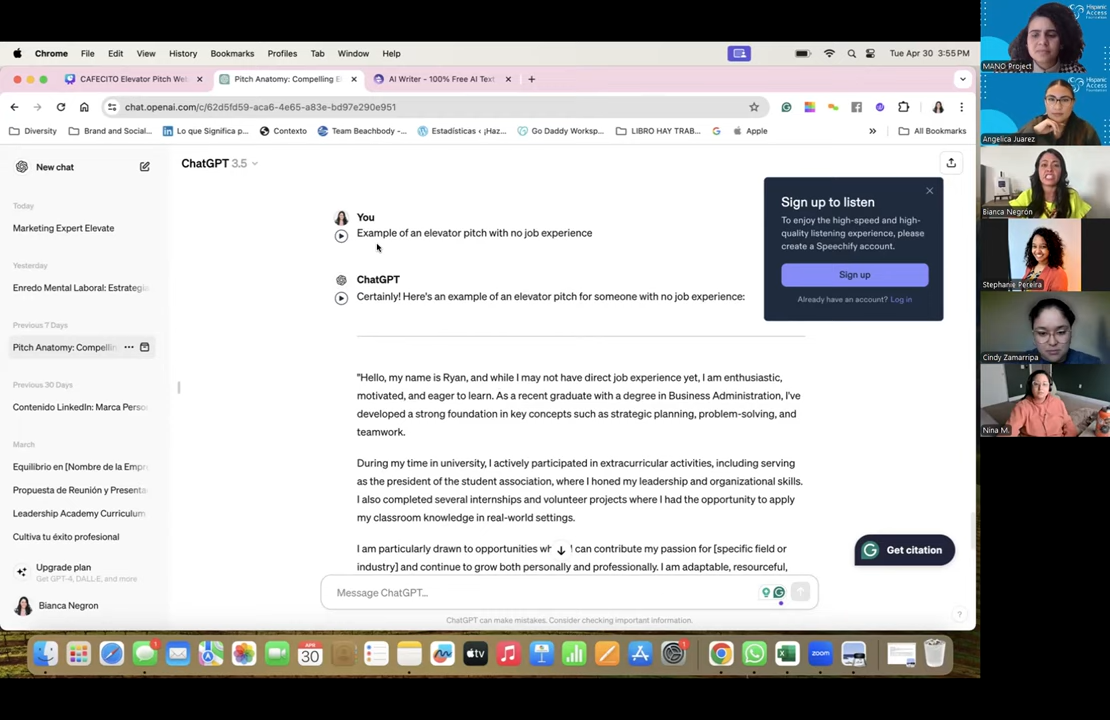 Chrome File Edit View History Bookmarks Profiles Tab Window Help
Tue Apr 30 3:55 PM
CAFECITO Elevator Pitch We
Pitch Anatomy: Compelling E
AI Writer - 100% Free AI Text
chat.openai.com/c/62d5fd59-aca6-4e65-a83e-bd97e290e951
Diversity
Brand and Social...
Lo que Significa p...
Contexto
Team Beachbody -...
Estadísticas ‹ ¡Haz...
Go Daddy Worksp...
LIBRO HAY TRAB...
Apple
»
All Bookmarks
New chat
Today
Marketing Expert Elevate
Yesterday
Enredo Mental Laboral: Estrategi
Previous 7 Days
Pitch Anatomy: Compellin
Previous 30 Days
Contenido LinkedIn: Marca Perso
March
Equilibrio en [Nombre de la Empr
Propuesta de Reunión y Presenta
Leadership Academy Curriculum
Cultiva tu éxito profesional
Upgrade plan
Get GPT-4, DALL·E, and more
Bianca Negron
ChatGPT 3.5
You
Example of an elevator pitch with no job experience
ChatGPT
Certainly! Here's an example of an elevator pitch for someone with no job experience:
"Hello, my name is Ryan, and while I may not have direct job experience yet, I am enthusiastic,
motivated, and eager to learn. As a recent graduate with a degree in Business Administration, I've
developed a strong foundation in key concepts such as strategic planning, problem-solving, and
teamwork.
During my time in university, I actively participated in extracurricular activities, including serving
as the president of the student association, where I honed my leadership and organizational skills.
I also completed several internships and volunteer projects where I had the opportunity to apply
my classroom knowledge in real-world settings.
I am particularly drawn to opportunities wh I can contribute my passion for [specific field or
industry] and continue to grow both personally and professionally. I am adaptable, resourceful,
Message ChatGPT...
ChatGPT can make mistakes. Consider checking important information.
Sign up to listen
To enjoy the high-speed and high-
quality listening experience, please
create a Speechify account.
Sign up
Already have an account? Log in
Get citation
?
APR
30
tv
zoom
Hispanic
Access
Foundation
MANO Project
Hispanic
Access
Foundation
Angelica Juarez
Bianca Negrón
Stephanie Pereira
Cindy Zamarripa
Nina M.